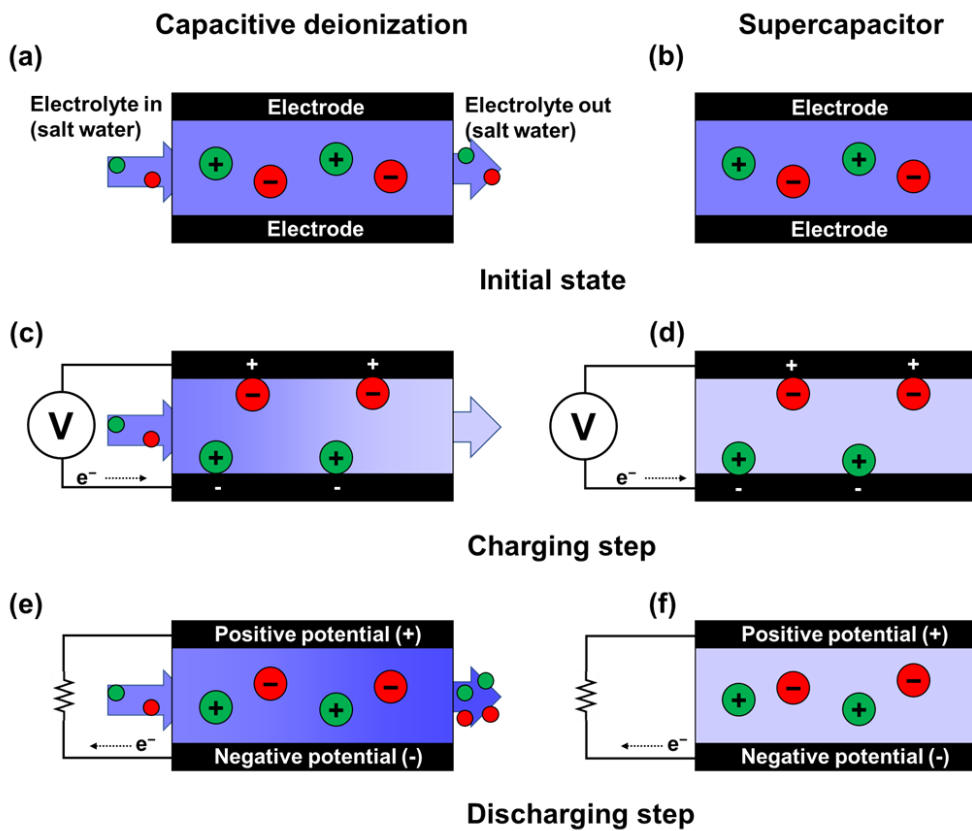 Capacitive deionization
Supercapacitor
(a)
(b)
Electrolyte in
(salt water)
Electrode
+
−
+
−
Electrode
Electrolyte out
(salt water)
Electrode
+
−
+
−
Electrode
Initial state
(c)
(d)
V
e⁻
+ +
−
−
+
+
- -
V
e⁻
+ +
−
−
+
+
- -
Charging step
(e)
(f)
e⁻
Positive potential (+)
−
−
+
+
Negative potential (-)
e⁻
Positive potential (+)
−
−
+
+
Negative potential (-)
Discharging step